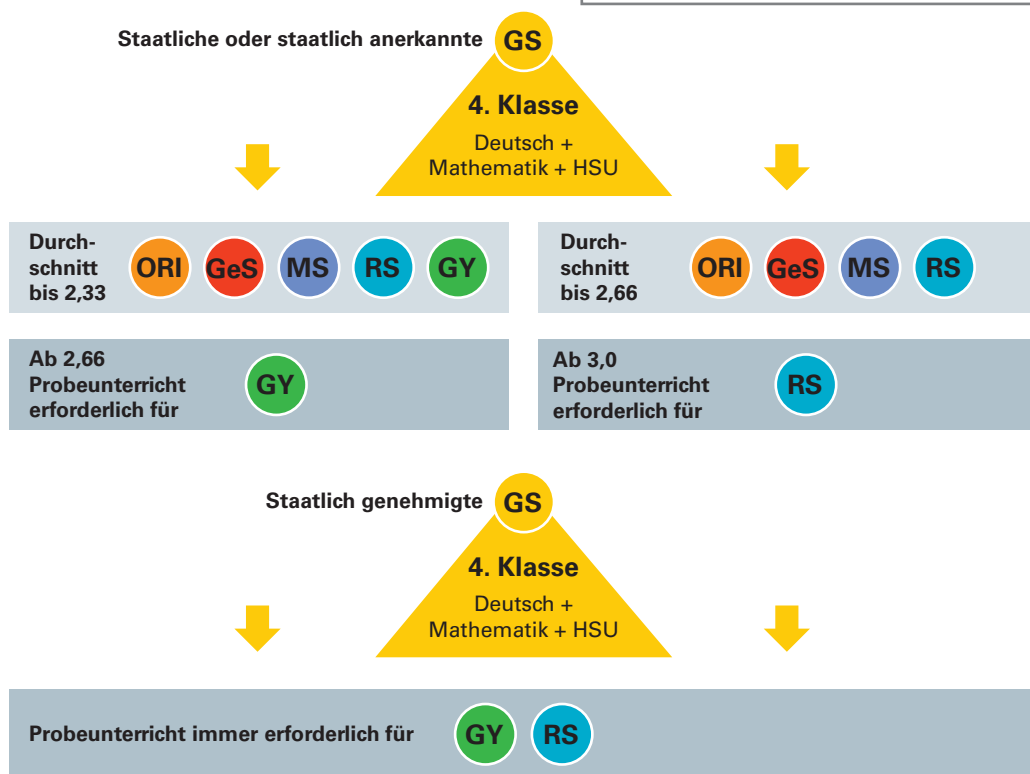 Staatliche oder staatlich anerkannte GS
4. Klasse
Deutsch +
Mathematik + HSU
Durch-
schnitt
bis 2,33
ORI GeS MS RS GY
Durch-
schnitt
bis 2,66
ORI GeS MS RS
Ab 2,66
Probeunterricht
erforderlich für
GY
Ab 3,0
Probeunterricht
erforderlich für
RS
Staatlich genehmigte GS
4. Klasse
Deutsch +
Mathematik + HSU
Probeunterricht immer erforderlich für GY RS